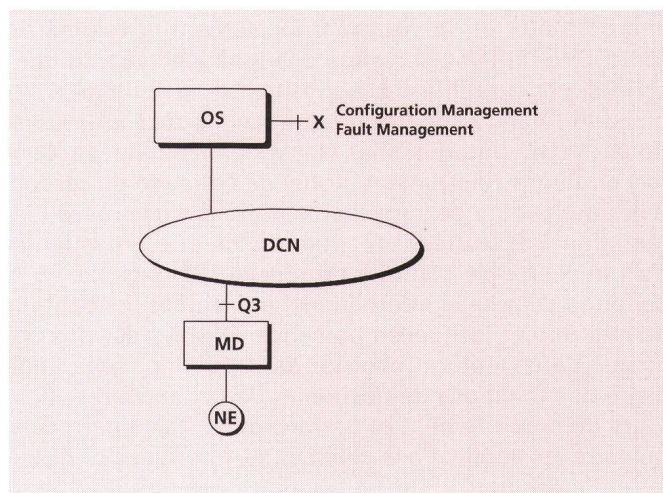 OS
X
Configuration Management
Fault Management
DCN
Q3
MD
NE